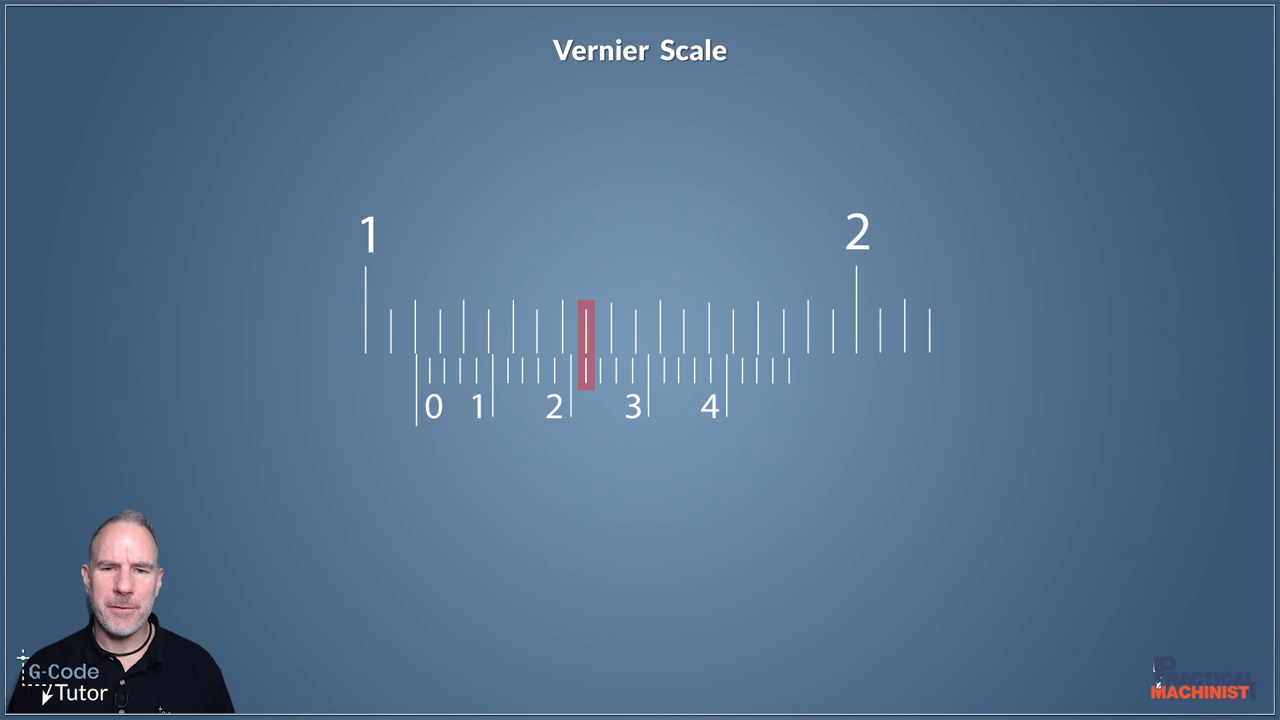 Vernier Scale
1 2
0 1 2 3 4
G-Code
Tutor
PRACTICAL
MACHINIST